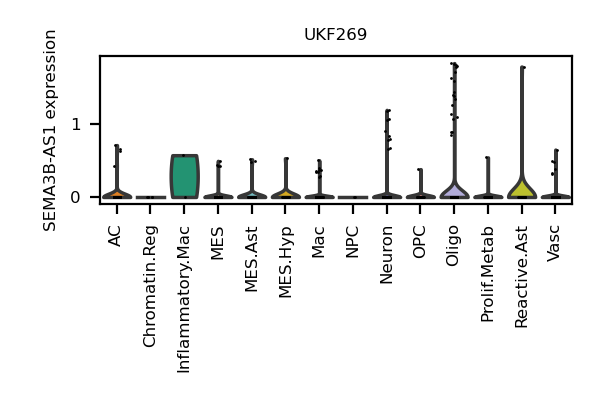 UKF269
SEMA3B-AS1 expression
1
0
AC
Chromatin.Reg
Inflammatory.Mac
MES
MES.Ast
MES.Hyp
Mac
NPC
Neuron
OPC
Oligo
Prolif.Metab
Reactive.Ast
Vasc